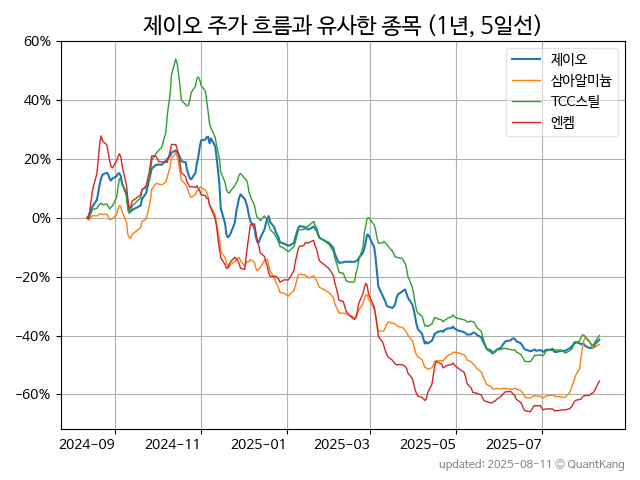 제이오 주가 흐름과 유사한 종목 (1년, 5일선)
60%
40%
20%
0%
−20%
−40%
−60%
제이오
삼아알미늄
TCC스틸
엔켐
2024-09
2024-11
2025-01
2025-03
2025-05
2025-07
updated: 2025-08-11 © QuantKang